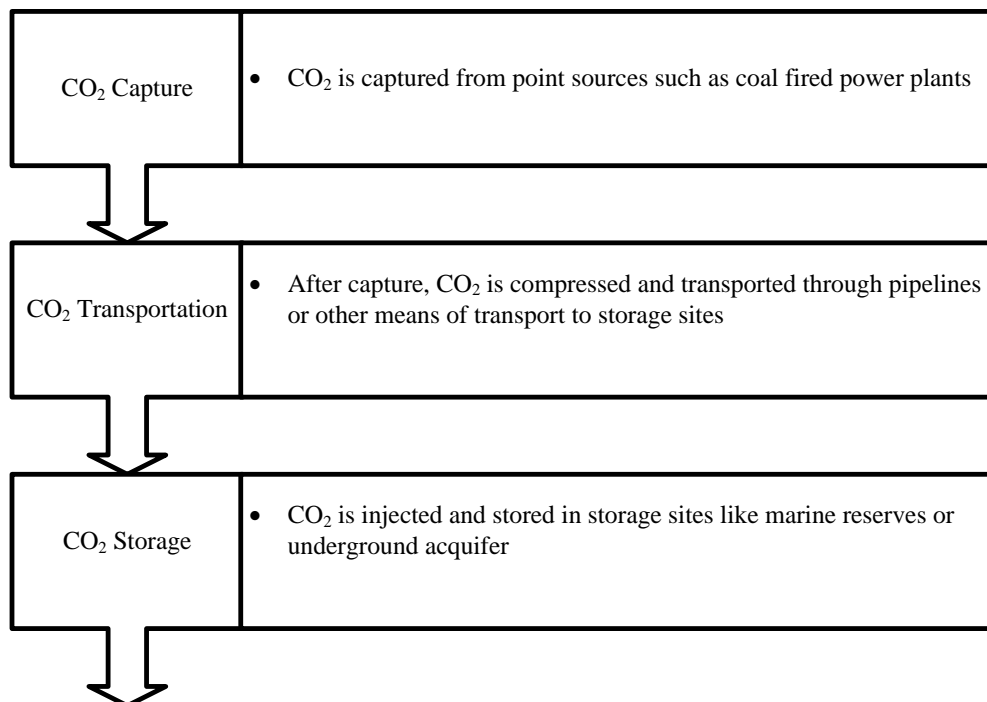 CO₂ Capture
• CO₂ is captured from point sources such as coal fired power plants
CO₂ Transportation
• After capture, CO₂ is compressed and transported through pipelines
or other means of transport to storage sites
CO₂ Storage
• CO₂ is injected and stored in storage sites like marine reserves or
underground acquifer